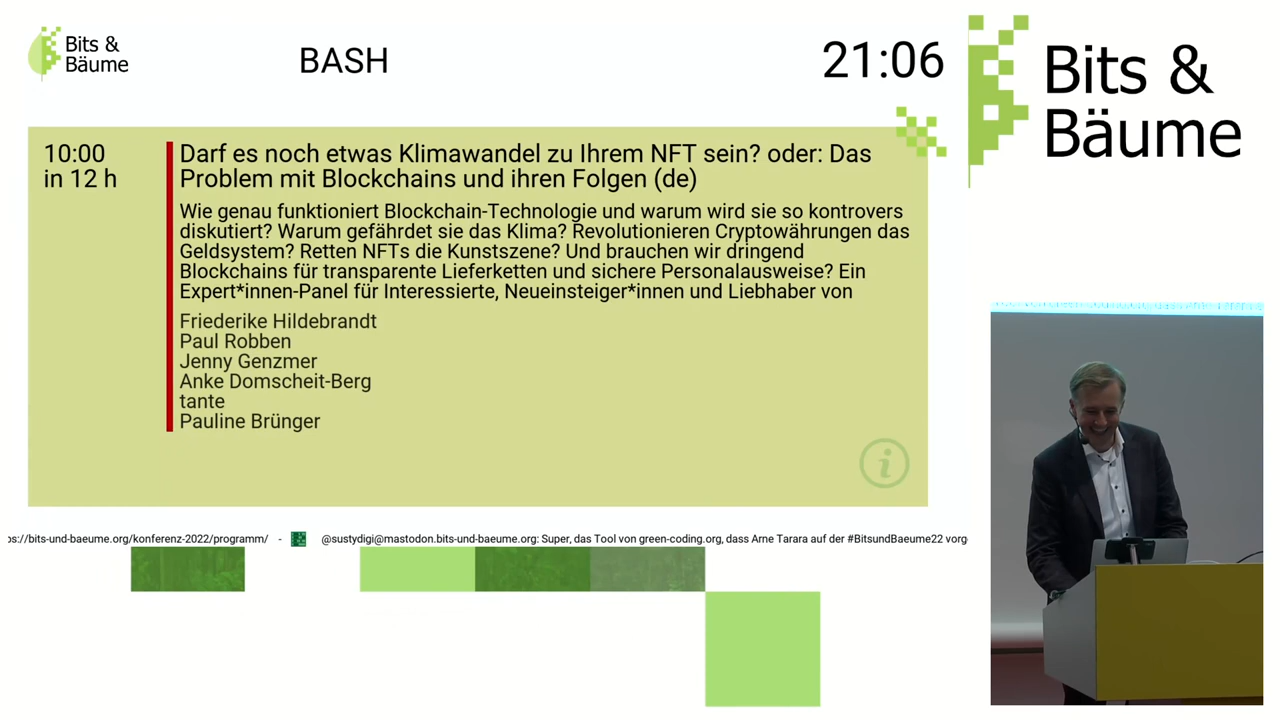 Bits &
Bäume
BASH
21:06
Bits &
Bäume
10:00
in 12 h
Darf es noch etwas Klimawandel zu Ihrem NFT sein? oder: Das
Problem mit Blockchains und ihren Folgen (de)
Wie genau funktioniert Blockchain-Technologie und warum wird sie so kontrovers
diskutiert? Warum gefährdet sie das Klima? Revolutionieren Cryptowährungen das
Geldsystem? Retten NFTs die Kunstszene? Und brauchen wir dringend
Blockchains für transparente Lieferketten und sichere Personalausweise? Ein
Expert*innen-Panel für Interessierte, Neueinsteiger*innen und Liebhaber von
Friederike Hildebrandt
Paul Robben
Jenny Genzmer
Anke Domscheit-Berg
tante
Pauline Brünger
i
ps://bits-und-baeume.org/konferenz-2022/programm/ - @sustydigi@mastodon.bits-und-baeume.org: Super, das Tool von green-coding.org, dass Arne Tarara auf der #BitsundBaeume22 vorg